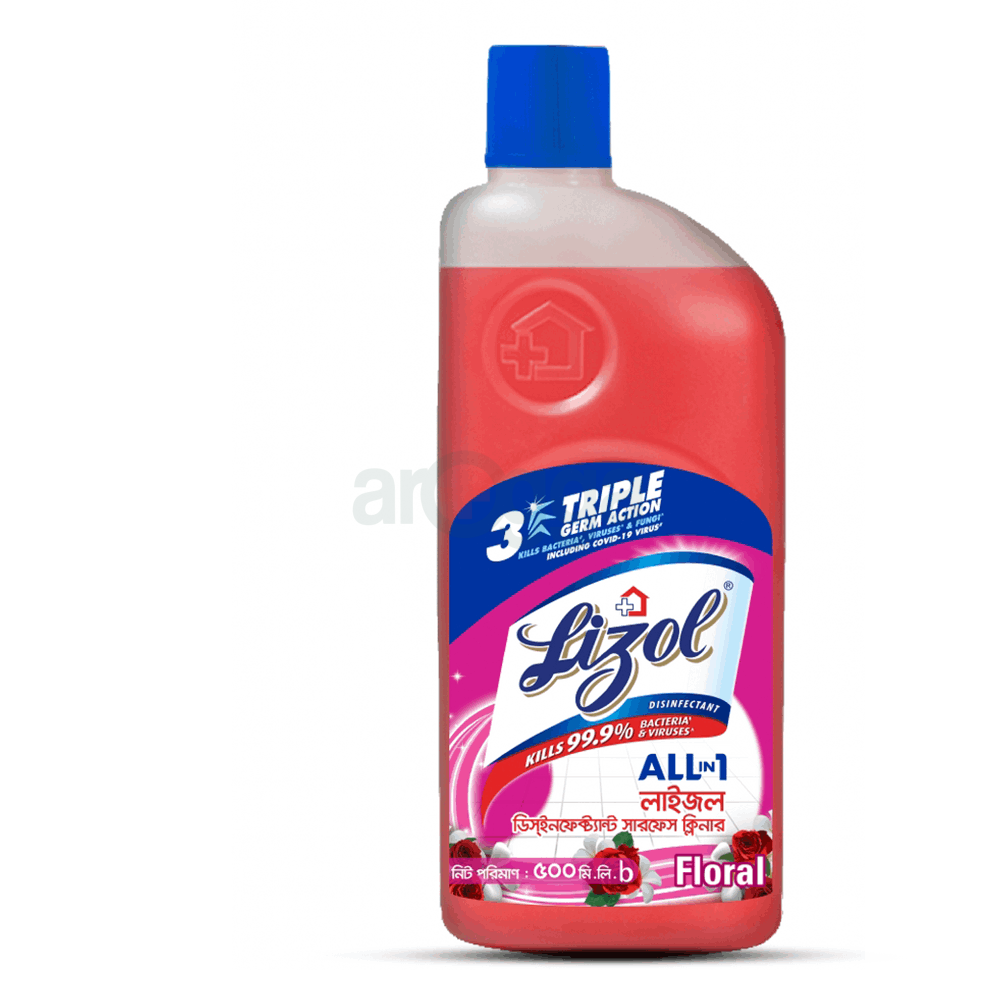 3 TRIPLE
GERM ACTION
KILLS BACTERIA*, VIRUSES* & FUNGI*
INCLUDING COVID-19 VIRUS*
Lizol®
DISINFECTANT
KILLS 99.9% BACTERIA*
& VIRUSES^
ALL IN 1
লাইজল
ডিস্ইনফেক্ট্যান্ট সারফেস ক্লিনার
নিট পরিমাণ : ৫০০ মি.লি. b
Floral